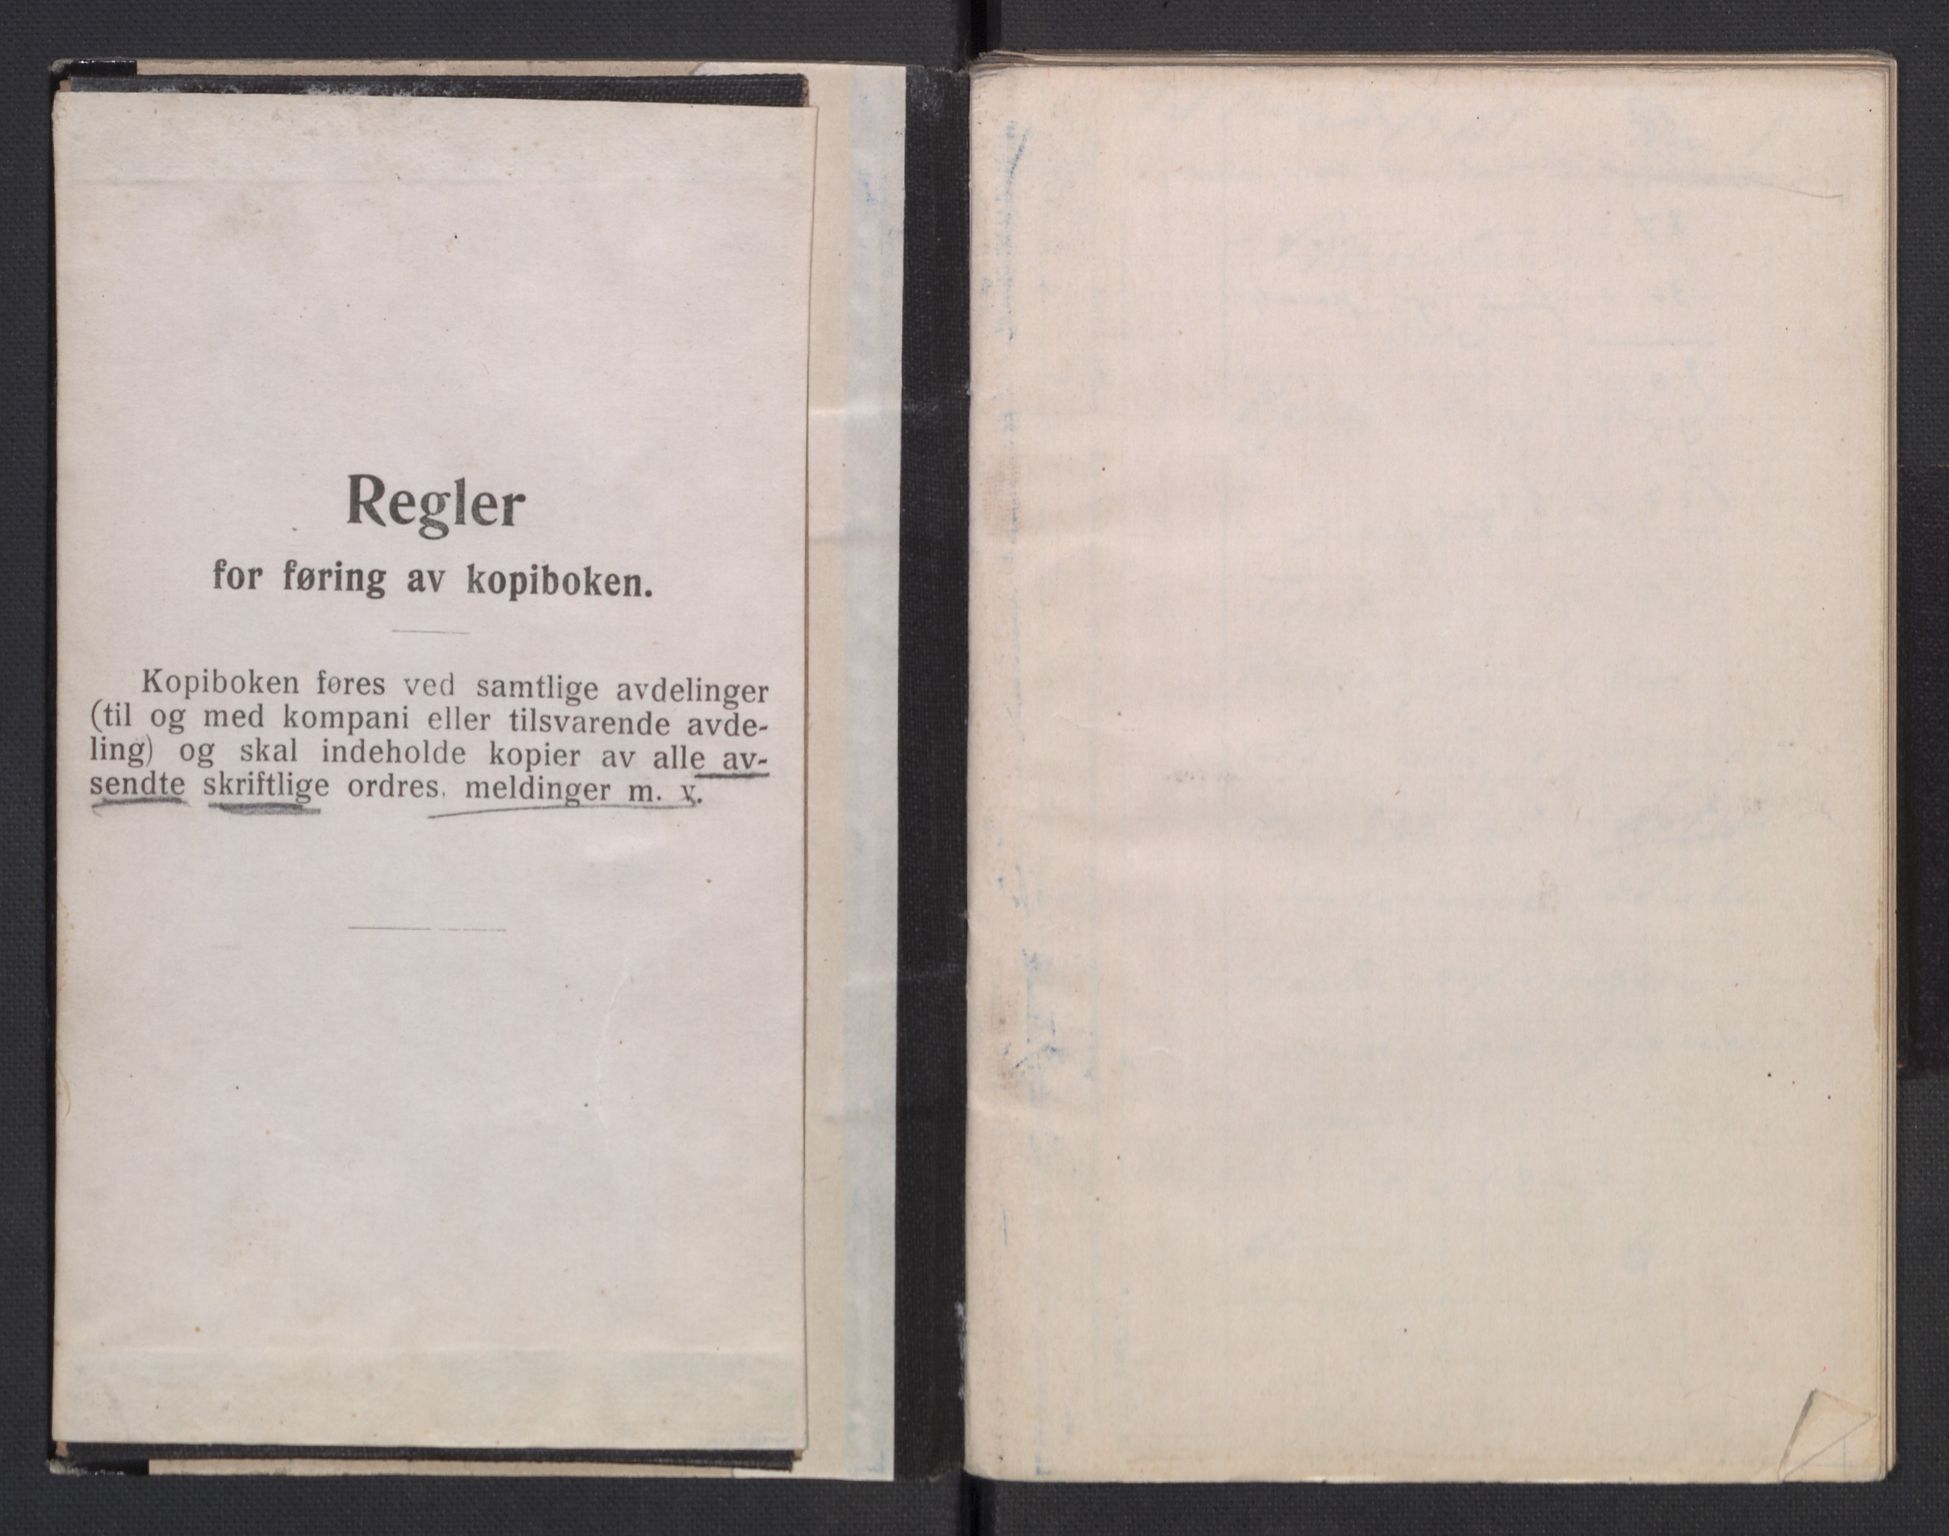 Regler
for føring av kopiboken.
Kopiboken føres ved samtlige avdelinger
(til og med kompani eller tilsvarende avde-
ling) og skal indeholde kopier av alle av-
sendte skriftlige ordres, meldinger m. v.